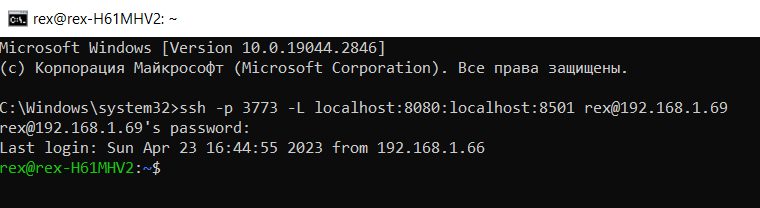 rex@rex-H61MHV2: ~
Microsoft Windows [Version 10.0.19044.2846]
(c) Корпорация Майкрософт (Microsoft Corporation). Все права защищены.
C:\Windows\system32>ssh -p 3773 -L localhost:8080:localhost:8501 rex@192.168.1.69
rex@192.168.1.69's password:
Last login: Sun Apr 23 16:44:55 2023 from 192.168.1.66
rex@rex-H61MHV2:~$